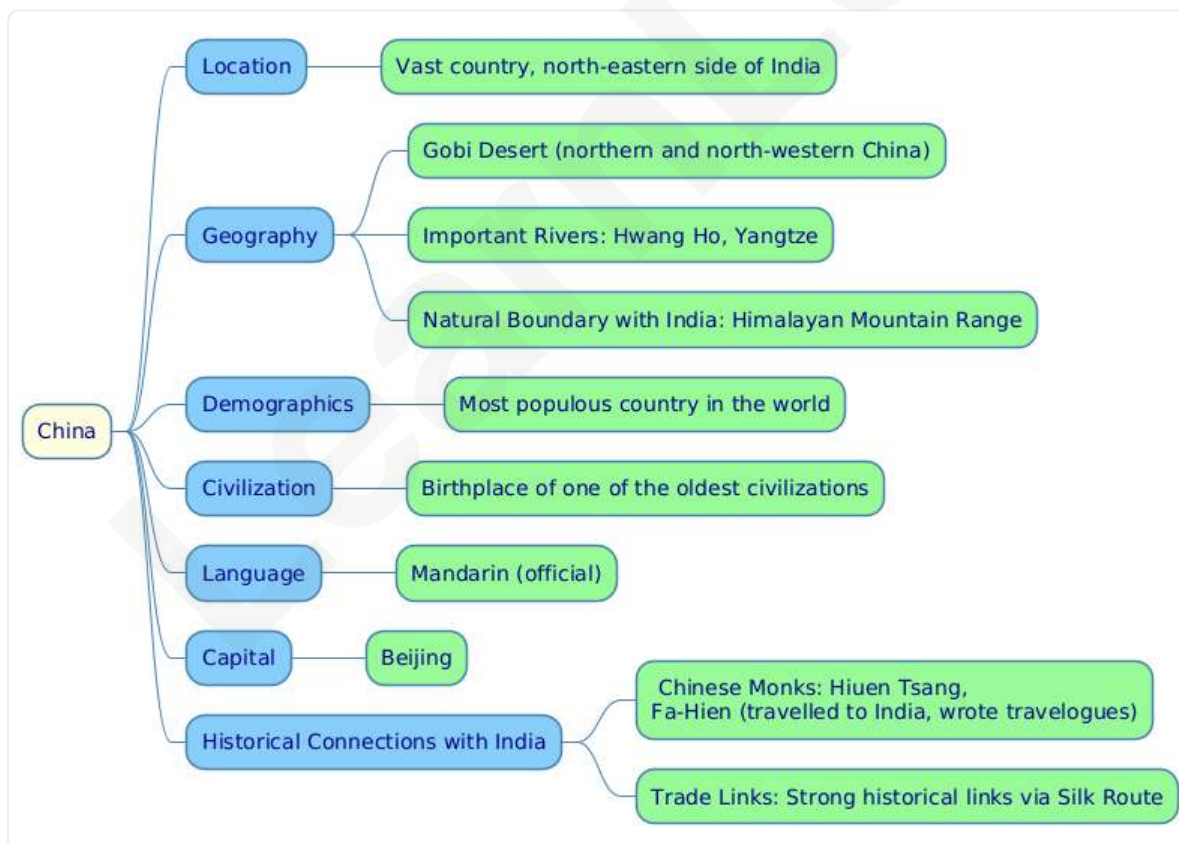 Location
Vast country, north-eastern side of India
Gobi Desert (northern and north-western China)
Geography
Important Rivers: Hwang Ho, Yangtze
Natural Boundary with India: Himalayan Mountain Range
Demographics
Most populous country in the world
China
Civilization
Birthplace of one of the oldest civilizations
Language
Mandarin (official)
Capital
Beijing
Historical Connections with India
Chinese Monks: Hiuen Tsang,
Fa-Hien (travelled to India, wrote travelogues)
Trade Links: Strong historical links via Silk Route